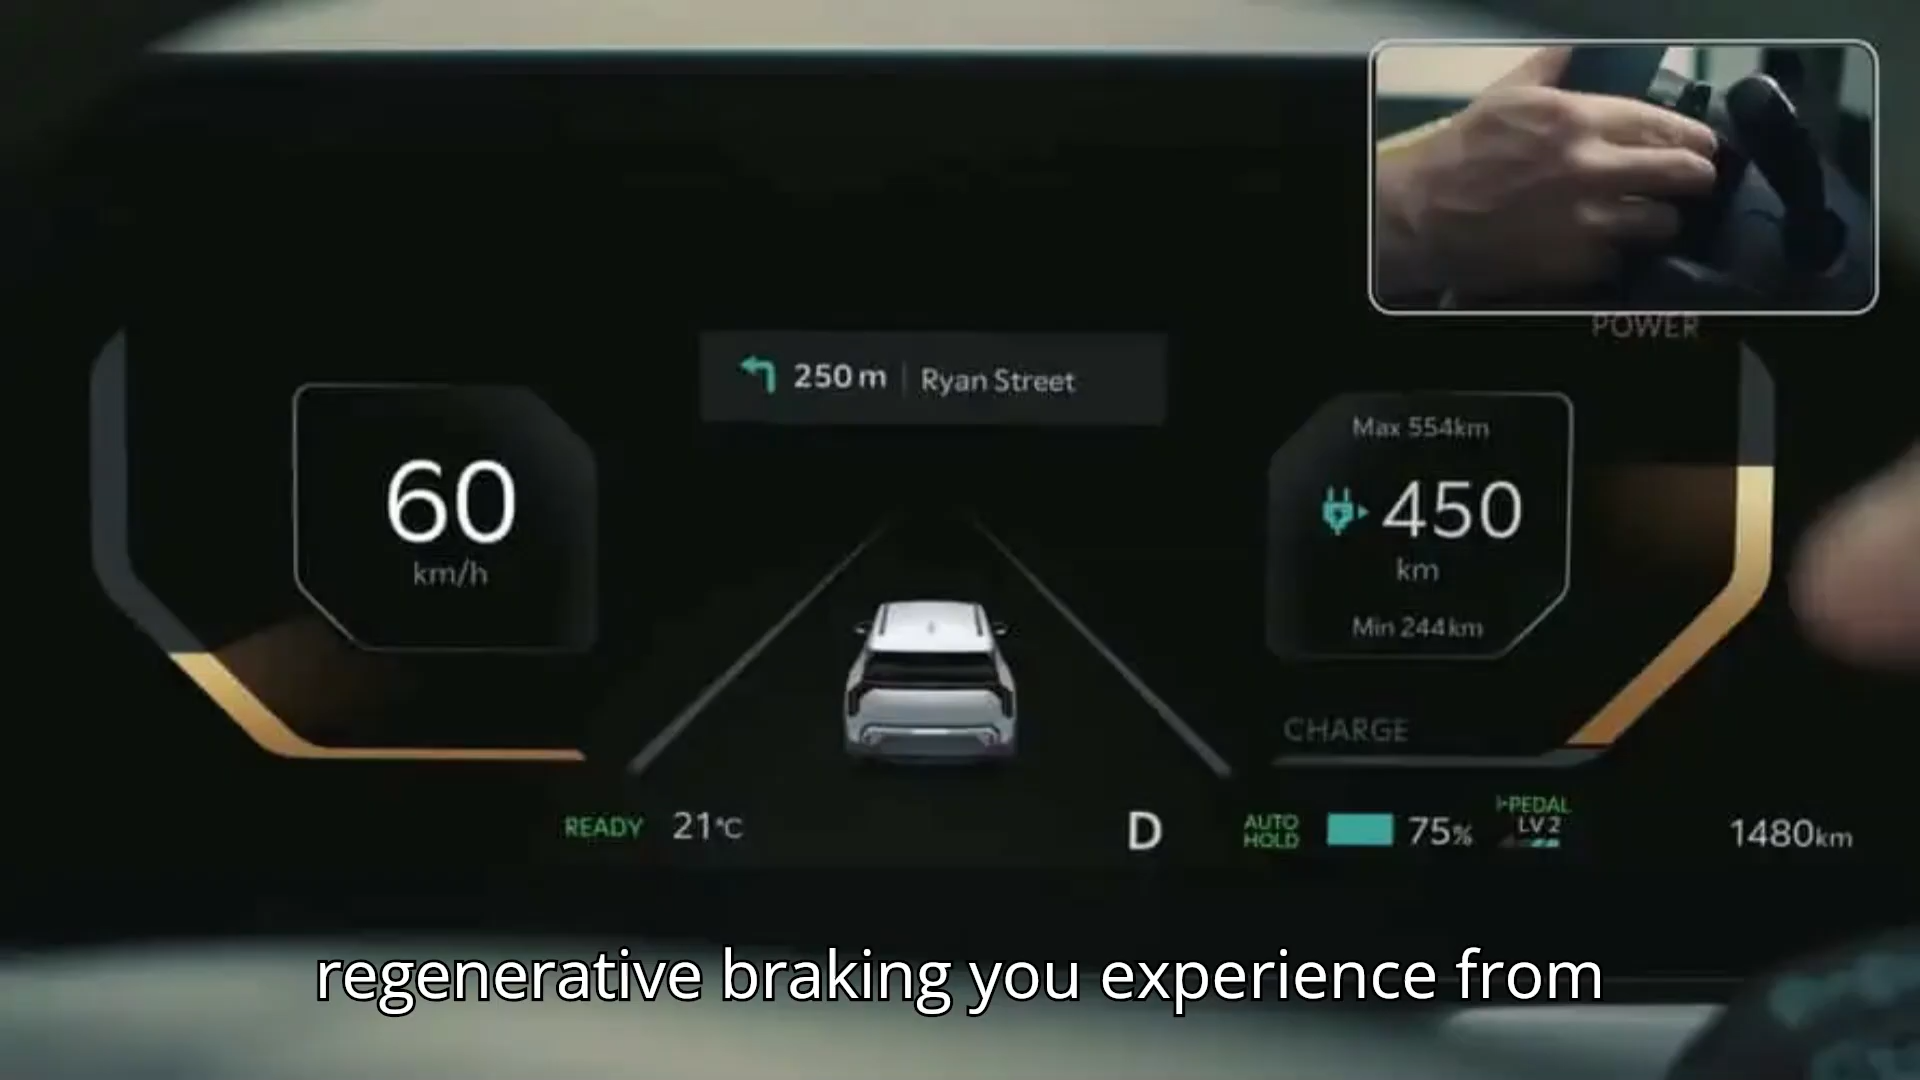 POWER
250 m | Ryan Street
60
km/h
Max 554km
450
km
Min 244km
CHARGE
READY 21°C
D
AUTO HOLD
75%
i-PEDAL
LV 2
1480km
regenerative braking you experience from